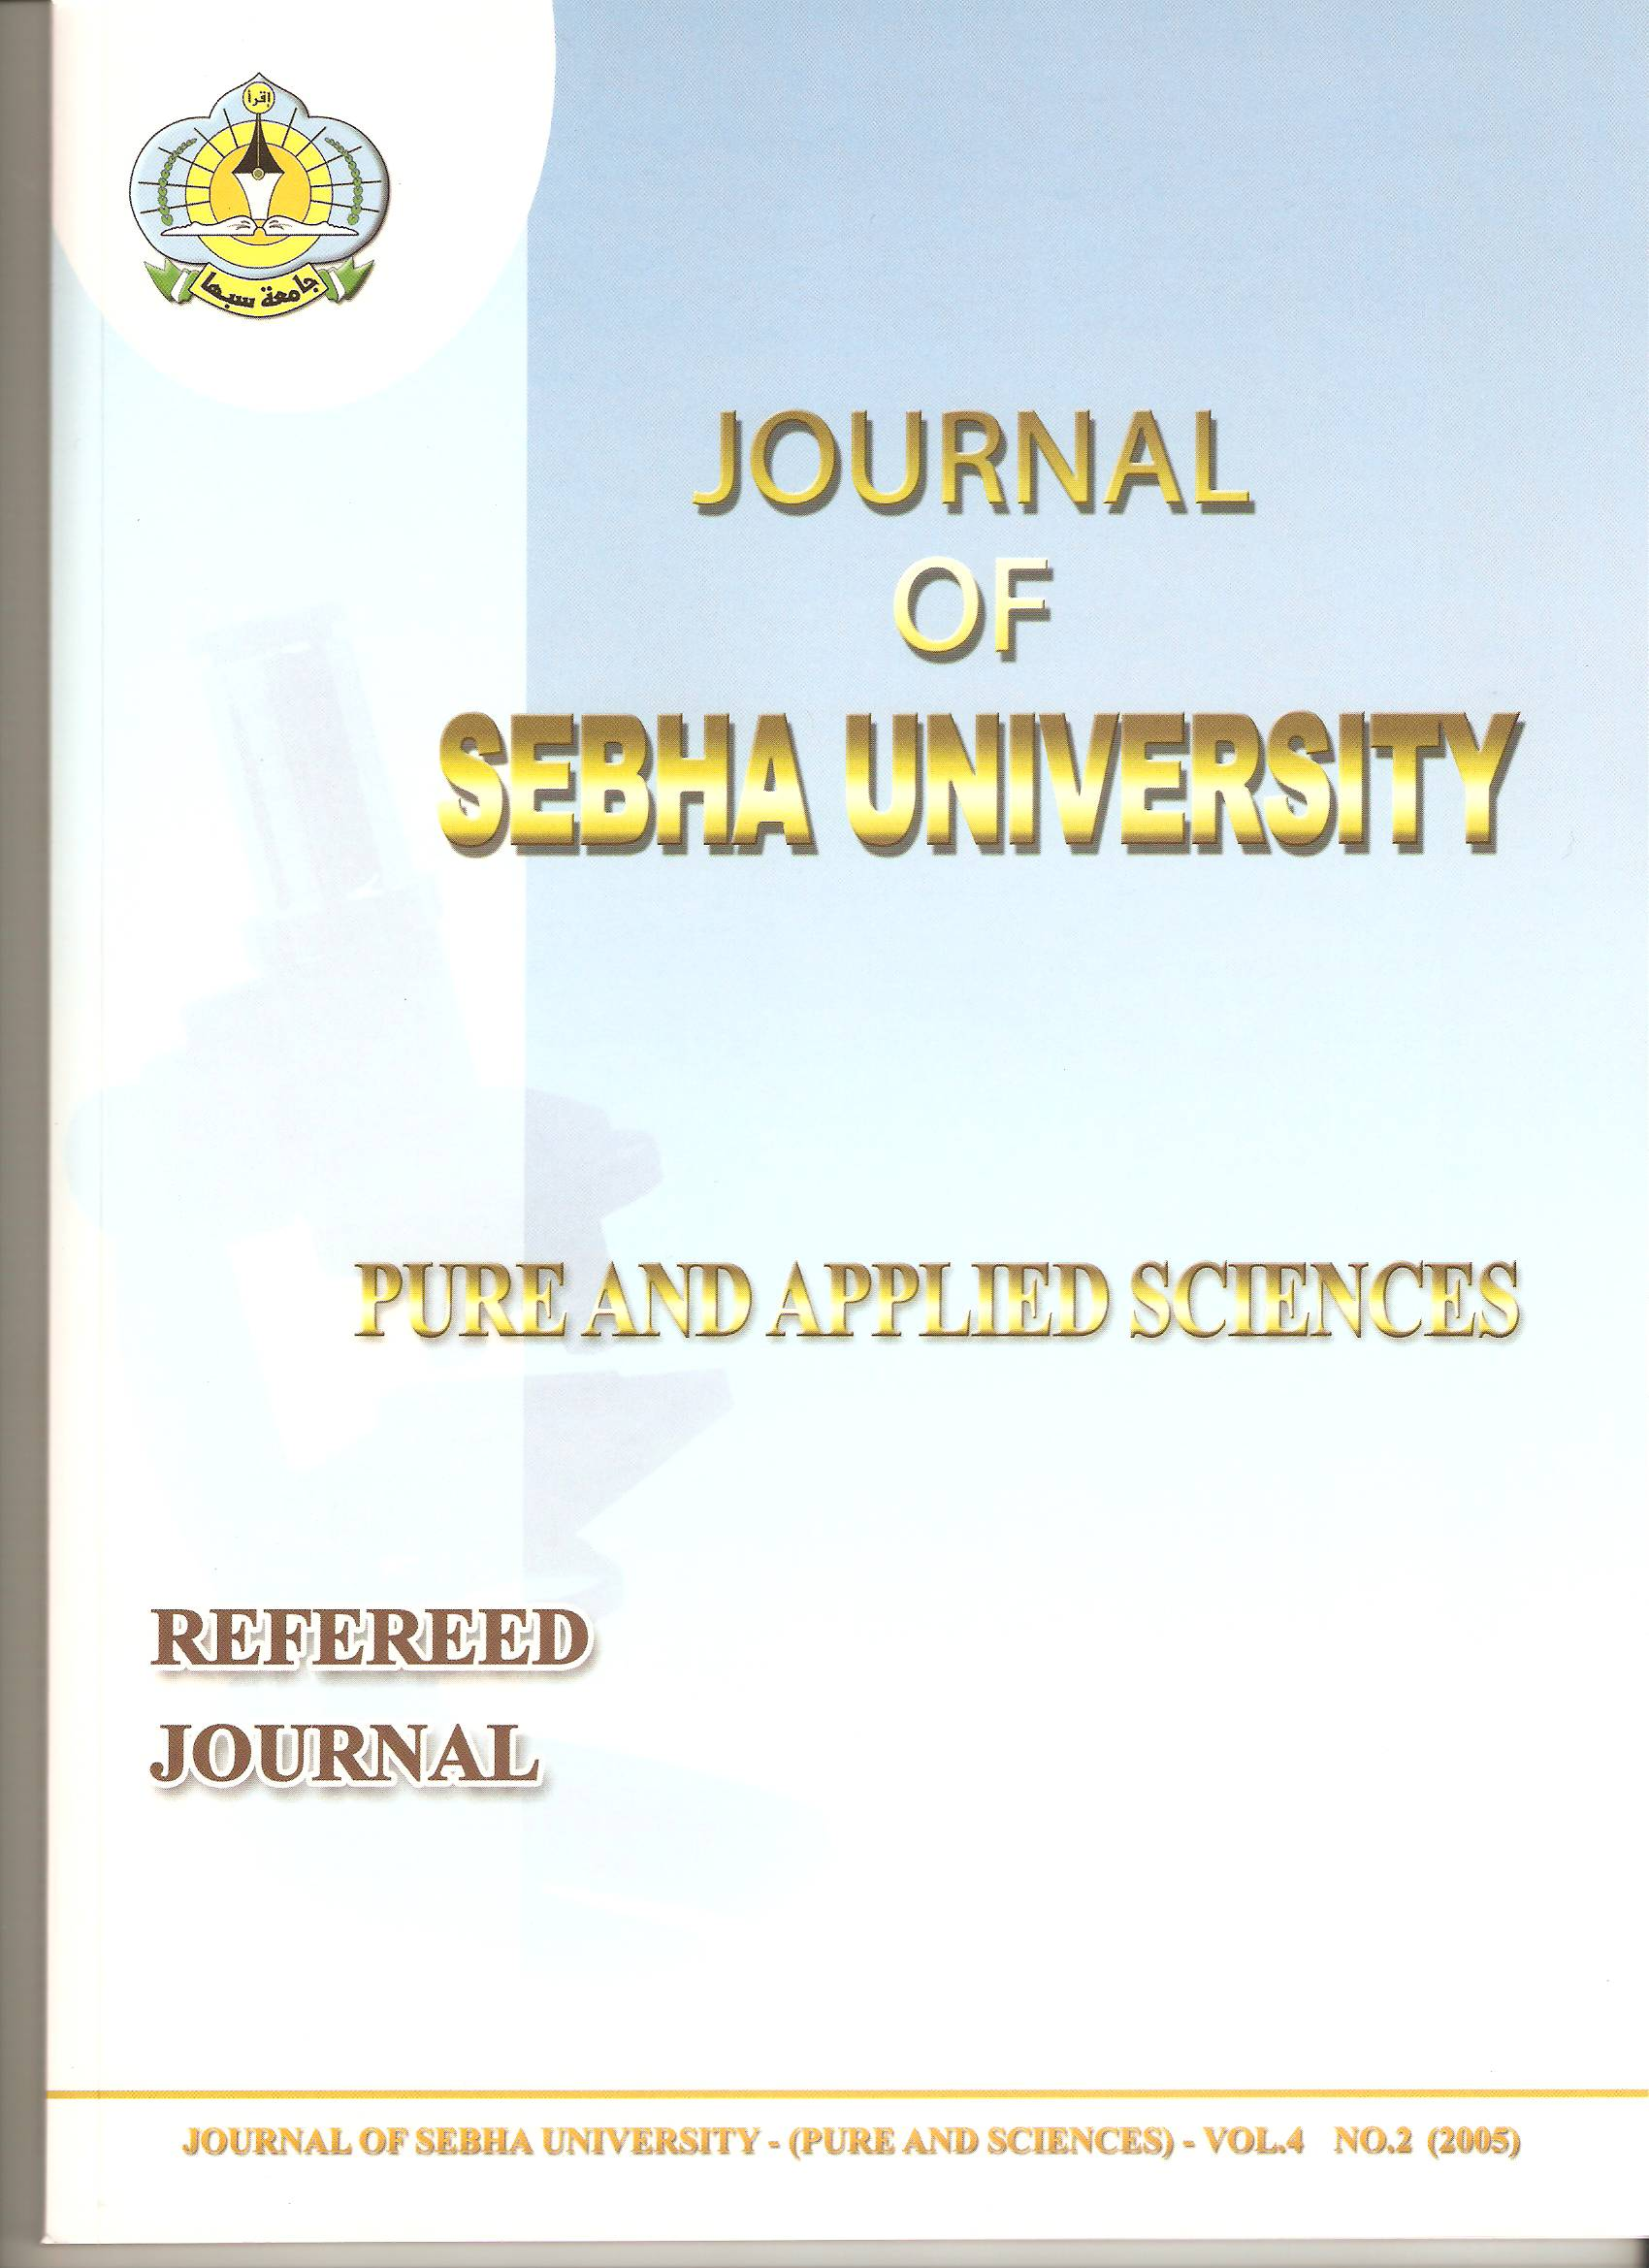 إقرأ
جامعة سبها
JOURNAL
OF
SEBHA UNIVERSITY
PURE AND APPLIED SCIENCES
REFEREED
JOURNAL
JOURNAL OF SEBHA UNIVERSITY - (PURE AND SCIENCES) - VOL.4 NO.2 (2005)